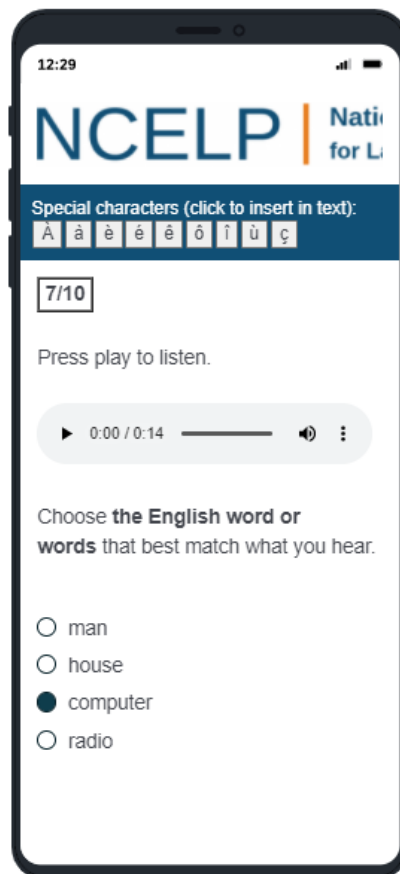 12:29
NCELP
Nati
for L
Special characters (click to insert in text):
À à è é ê ô î ù ç
7/10
Press play to listen.
0:00 / 0:14
Choose the English word or
words that best match what you hear.
man
house
computer
radio